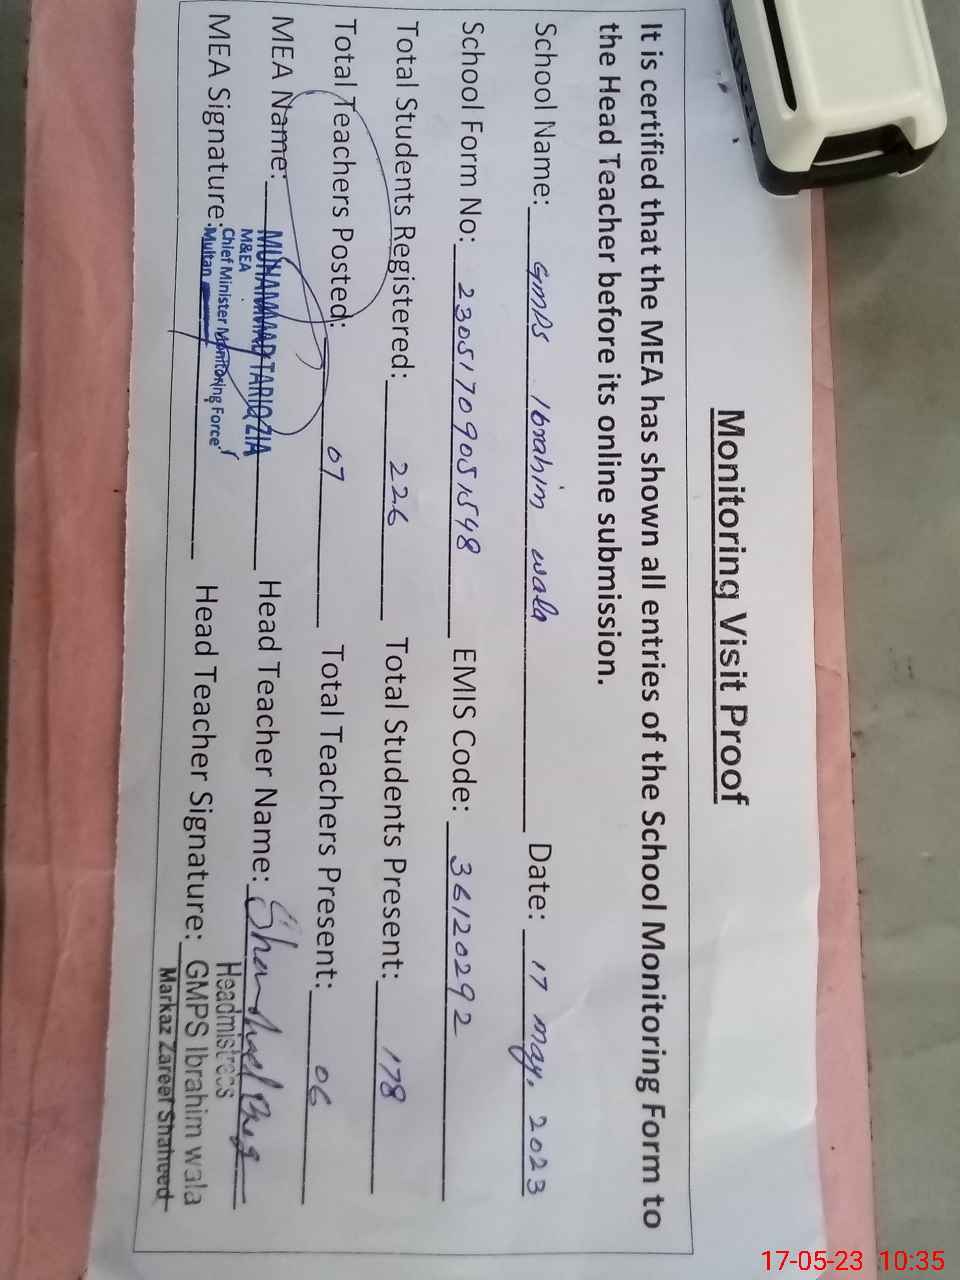 Monitoring Visit Proof
It is certified that the MEA has shown all entries of the School Monitoring Form to
the Head Teacher before its online submission.
School Name: GMPS Ibrahim wala Date: 17 may. 2023
School Form No: 23051709051548 EMIS Code: 36120292
Total Students Registered: 226 Total Students Present: 178
Total Teachers Posted: 07 Total Teachers Present: 06
MEA Name: MUHAMMAD TARIQ ZIA Head Teacher Name:
M&EA
Chief Minister Monitoring Force
Multan
MEA Signature: Head Teacher Signature:
Headmistress
GMPS Ibrahim wala
Markaz Zareef Shaheed
17-05-23 10:35